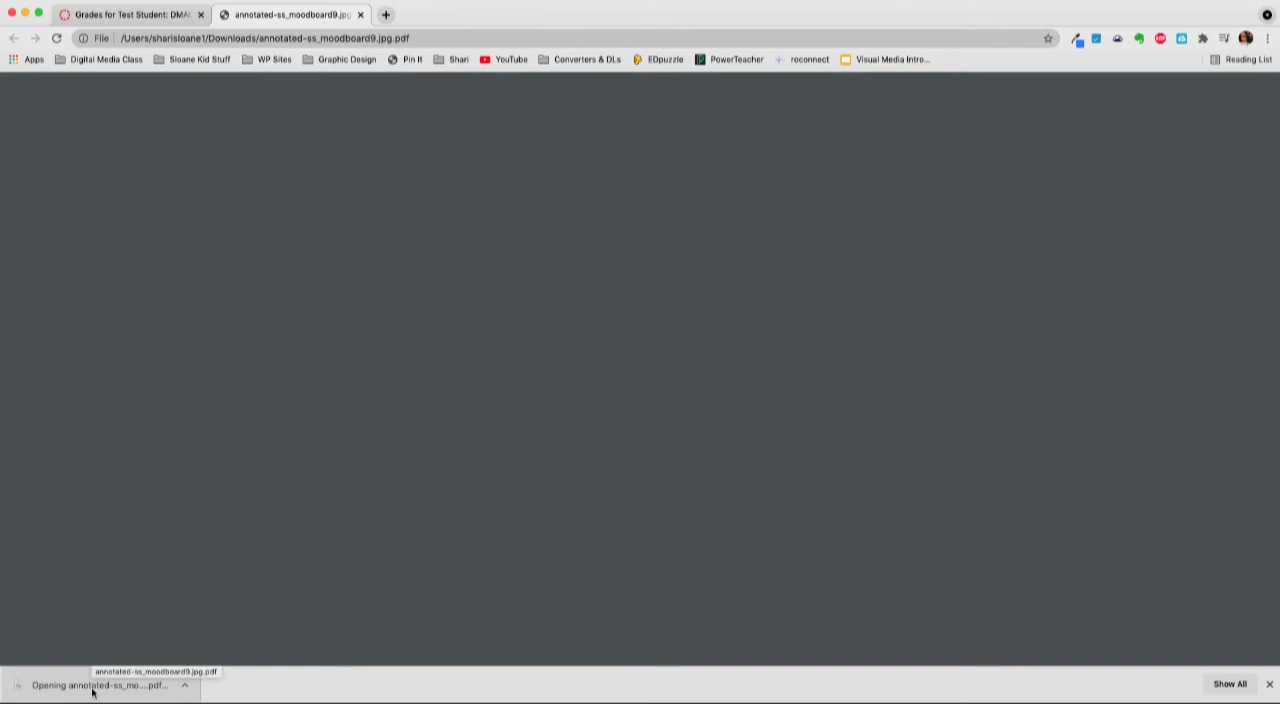 Grades for Test Student: DMA
annotated-ss_moodboard9.jpg
File
/Users/sharisloane1/Downloads/annotated-ss_moodboard9.jpg.pdf
Apps
Digital Media Class
Sloane Kid Stuff
WP Sites
Graphic Design
Pin It
Shari
YouTube
Converters & DLs
EDpuzzle
PowerTeacher
roconnect
Visual Media Intro...
Reading List
annotated-ss_moodboard9.jpg.pdf
Opening annotated-ss_mo....pdf...
Show All